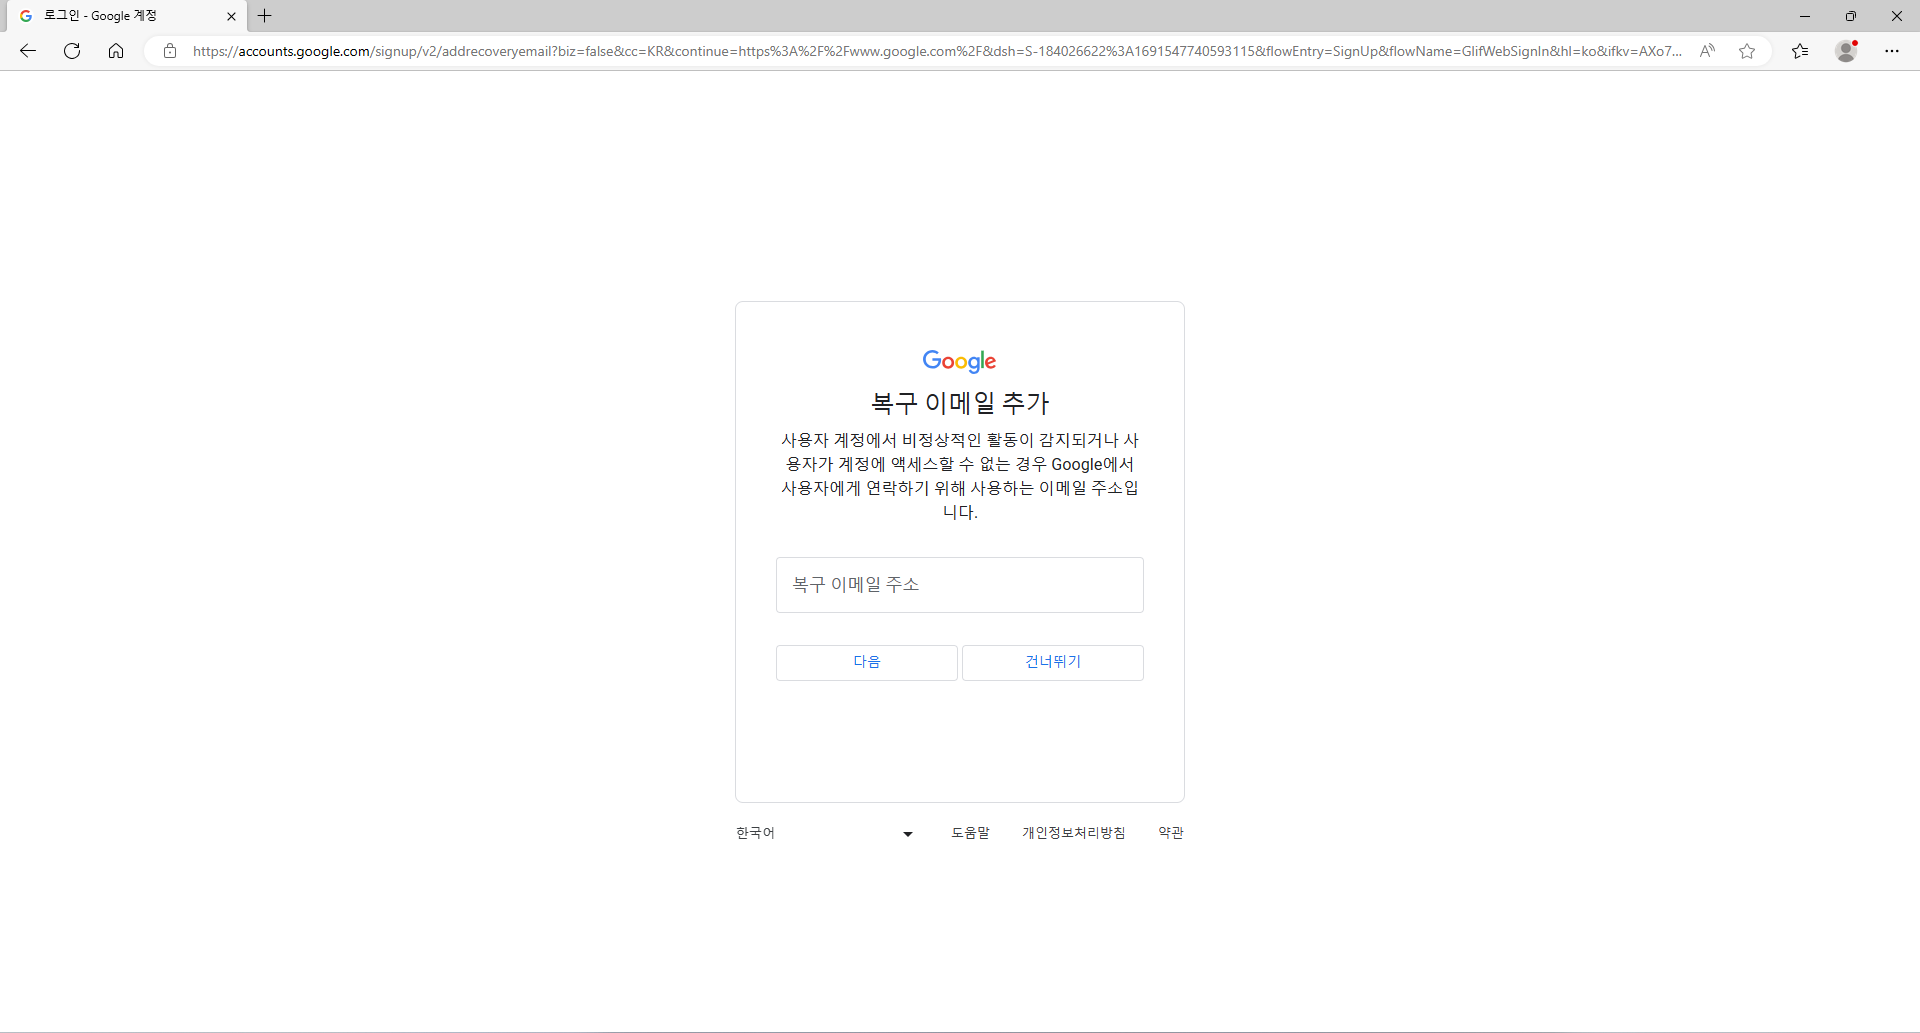 로그인 - Google 계정
https://accounts.google.com/signup/v2/addrecoveryemail?biz=false&cc=KR&continue=https%3A%2F%2Fwww.google.com%2F&dsh=S-184026622%3A1691547740593115&flowEntry=SignUp&flowName=GlifWebSignIn&hl=ko&ifkv=AXo7...
Google
복구 이메일 추가
사용자 계정에서 비정상적인 활동이 감지되거나 사
용자가 계정에 액세스할 수 없는 경우 Google에서
사용자에게 연락하기 위해 사용하는 이메일 주소입
니다.
복구 이메일 주소
다음 건너뛰기
한국어 도움말 개인정보처리방침 약관